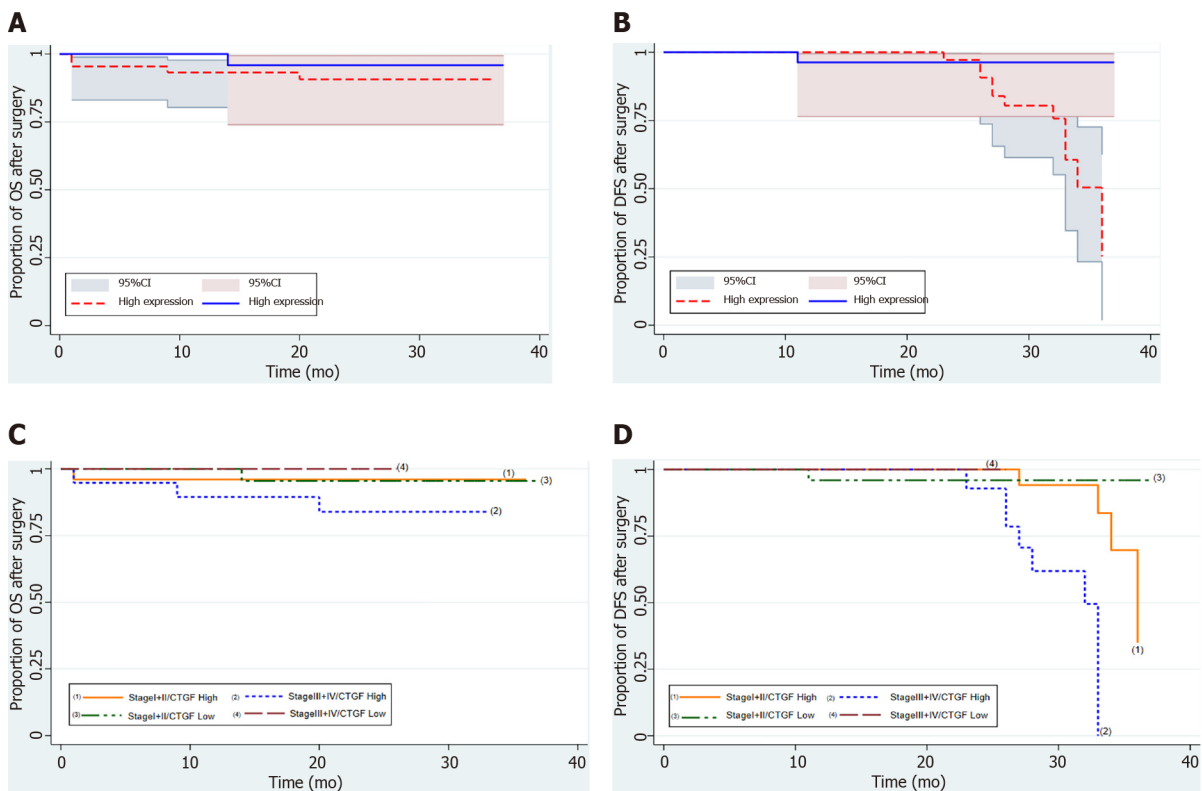 A
Proportion of OS after surgery
1
0.75
0.50
0.25
0
95%CI 95%CI
High expression High expression
0 10 20 30 40
Time (mo)
B
Proportion of DFS after surgery
1
0.75
0.50
0.25
0
95%CI 95%CI
High expression High expression
0 10 20 30 40
Time (mo)
C
Proportion of OS after surgery
1
0.75
0.50
0.25
0
(4)
(1)
(3)
(2)
(1) StageI+II/CTGF High (2) StageIII+IV/CTGF High
(3) StageI+II/CTGF Low (4) StageIII+IV/CTGF Low
0 10 20 30 40
Time (mo)
D
Proportion of DFS after surgery
1
0.75
0.50
0.25
0
(4)
(3)
(1)
(2)
(1) StageI+II/CTGF High (2) StageIII+IV/CTGF High
(3) StageI+II/CTGF Low (4) StageIII+IV/CTGF Low
0 10 20 30 40
Time (mo)